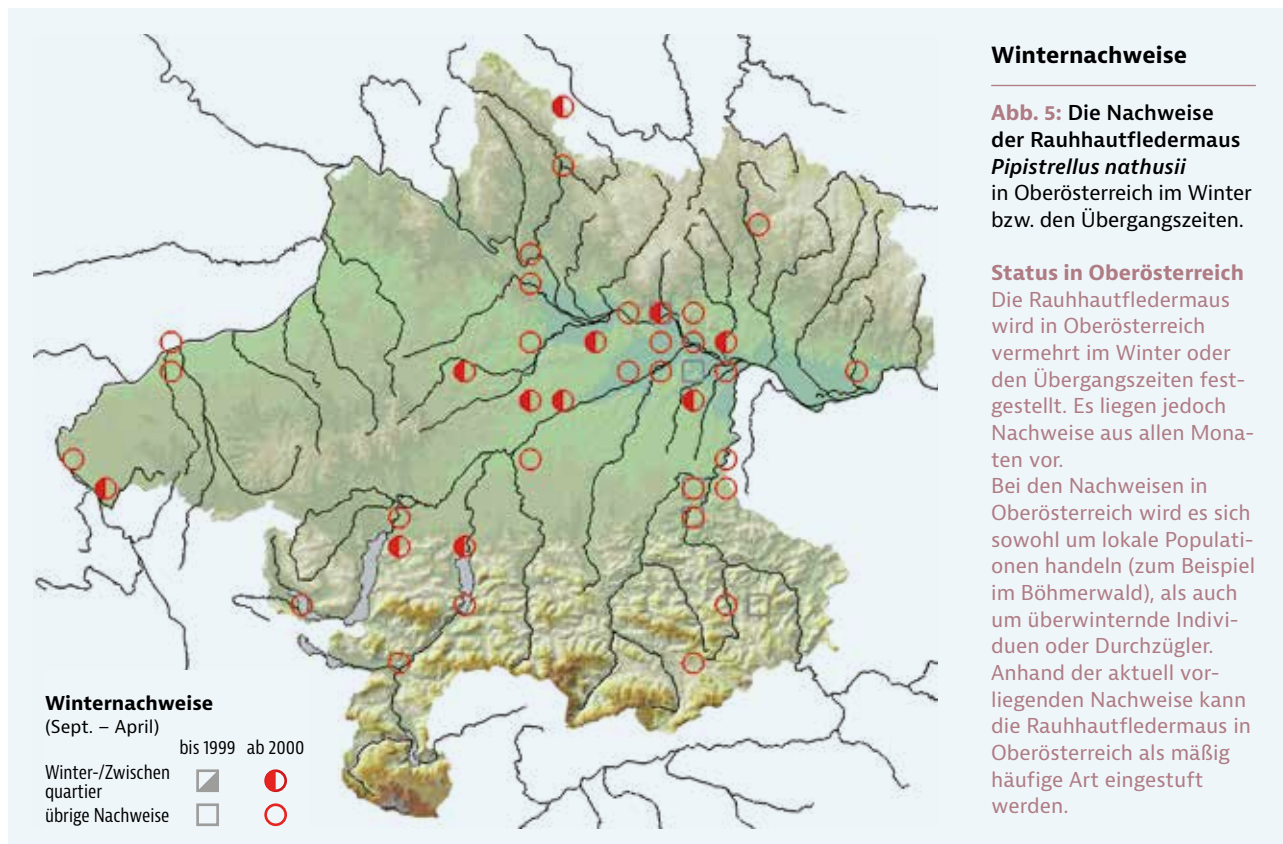 Winternachweise
Abb. 5: Die Nachweise
der Rauhhautfledermaus
Pipistrellus nathusii
in Oberösterreich im Winter
bzw. den Übergangszeiten.
Status in Oberösterreich
Die Rauhhautfledermaus
wird in Oberösterreich
vermehrt im Winter oder
den Übergangszeiten fest-
gestellt. Es liegen jedoch
Nachweise aus allen Mona-
ten vor.
Bei den Nachweisen in
Oberösterreich wird es sich
sowohl um lokale Populati-
onen handeln (zum Beispiel
im Böhmerwald), als auch
um überwinternde Indivi-
duen oder Durchzügler.
Anhand der aktuell vor-
liegenden Nachweise kann
die Rauhhautfledermaus in
Oberösterreich als mäßig
häufige Art eingestuft
werden.
Winternachweise
(Sept. – April)
bis 1999 ab 2000
Winter-/Zwischen
quartier
übrige Nachweise